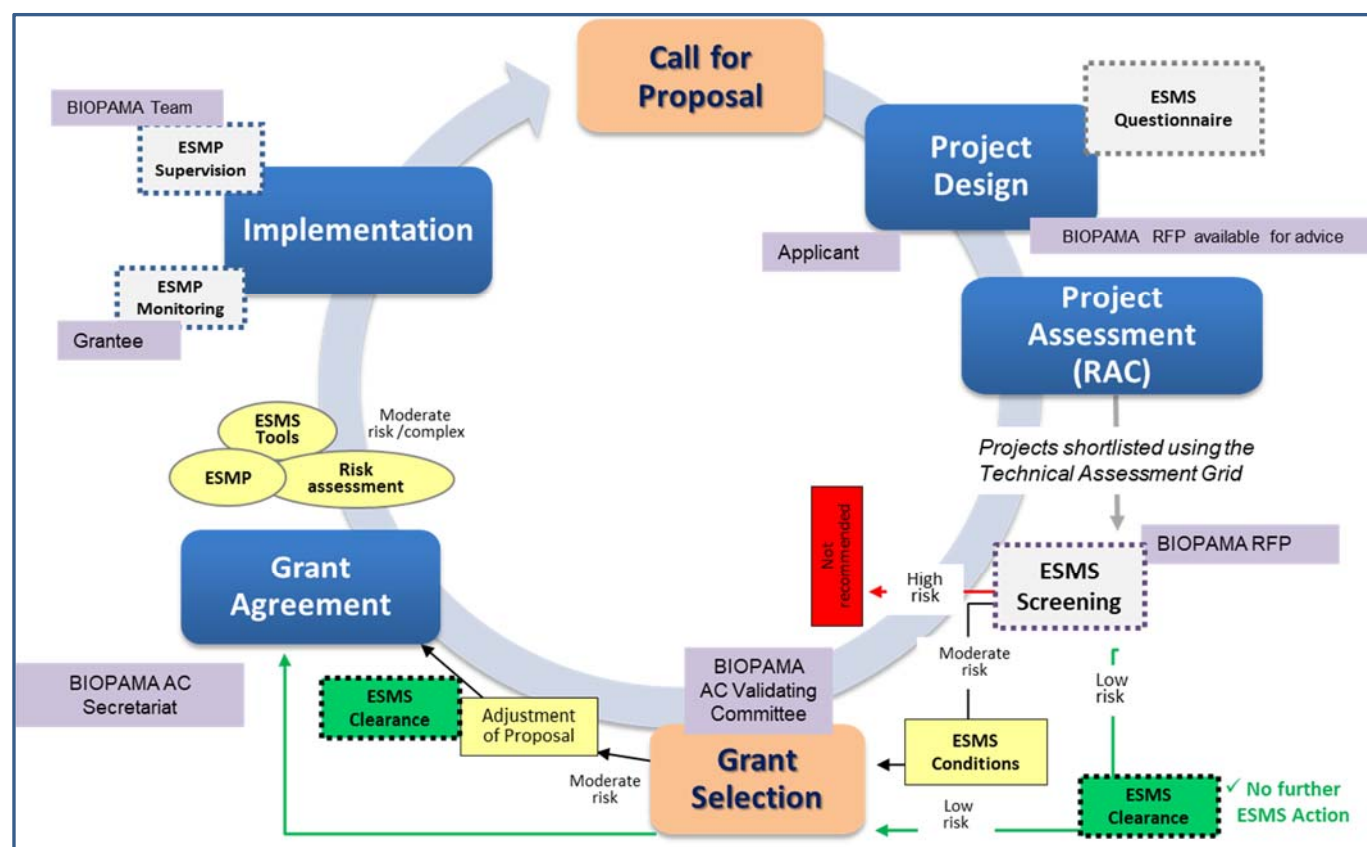 Call for
Proposal
ESMS
Questionnaire
Project
Design
Applicant
BIOPAMA RFP available for advice
Project
Assessment
(RAC)
Projects shortlisted using the
Technical Assessment Grid
BIOPAMA RFP
ESMS
Screening
High
risk
Not
recommended
Moderate
risk
Low
risk
ESMS
Conditions
ESMS
Clearance
✓ No further
ESMS Action
Low
risk
BIOPAMA
AC Validating
Committee
Grant
Selection
Moderate
risk
Adjustment
of Proposal
ESMS
Clearance
BIOPAMA AC
Secretariat
Grant
Agreement
ESMS
Tools
ESMP
Risk
assessment
Moderate
risk /complex
BIOPAMA Team
ESMP
Supervision
Implementation
ESMP
Monitoring
Grantee